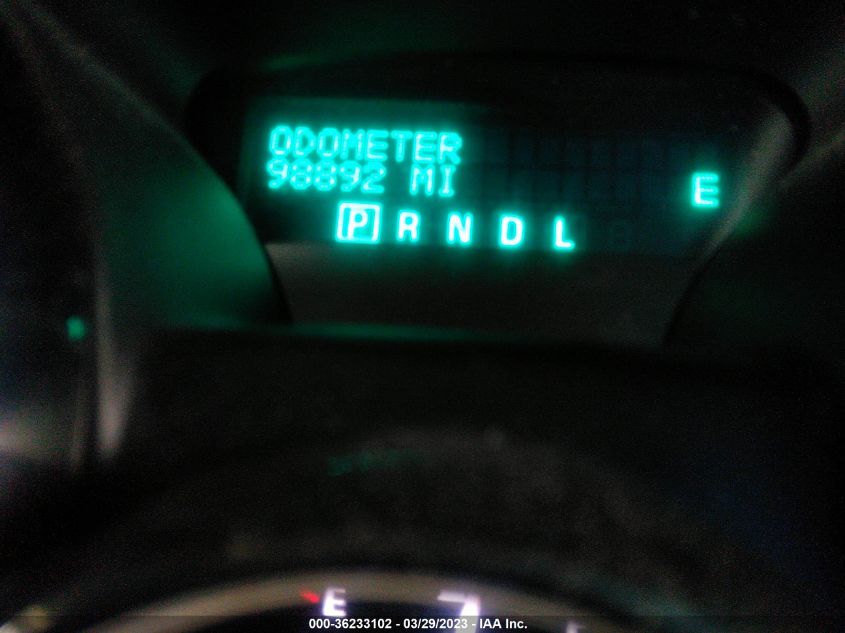 ODOMETER
98892 MI
E
P R N D L
E
000-36233102 - 03/29/2023 - IAA Inc.